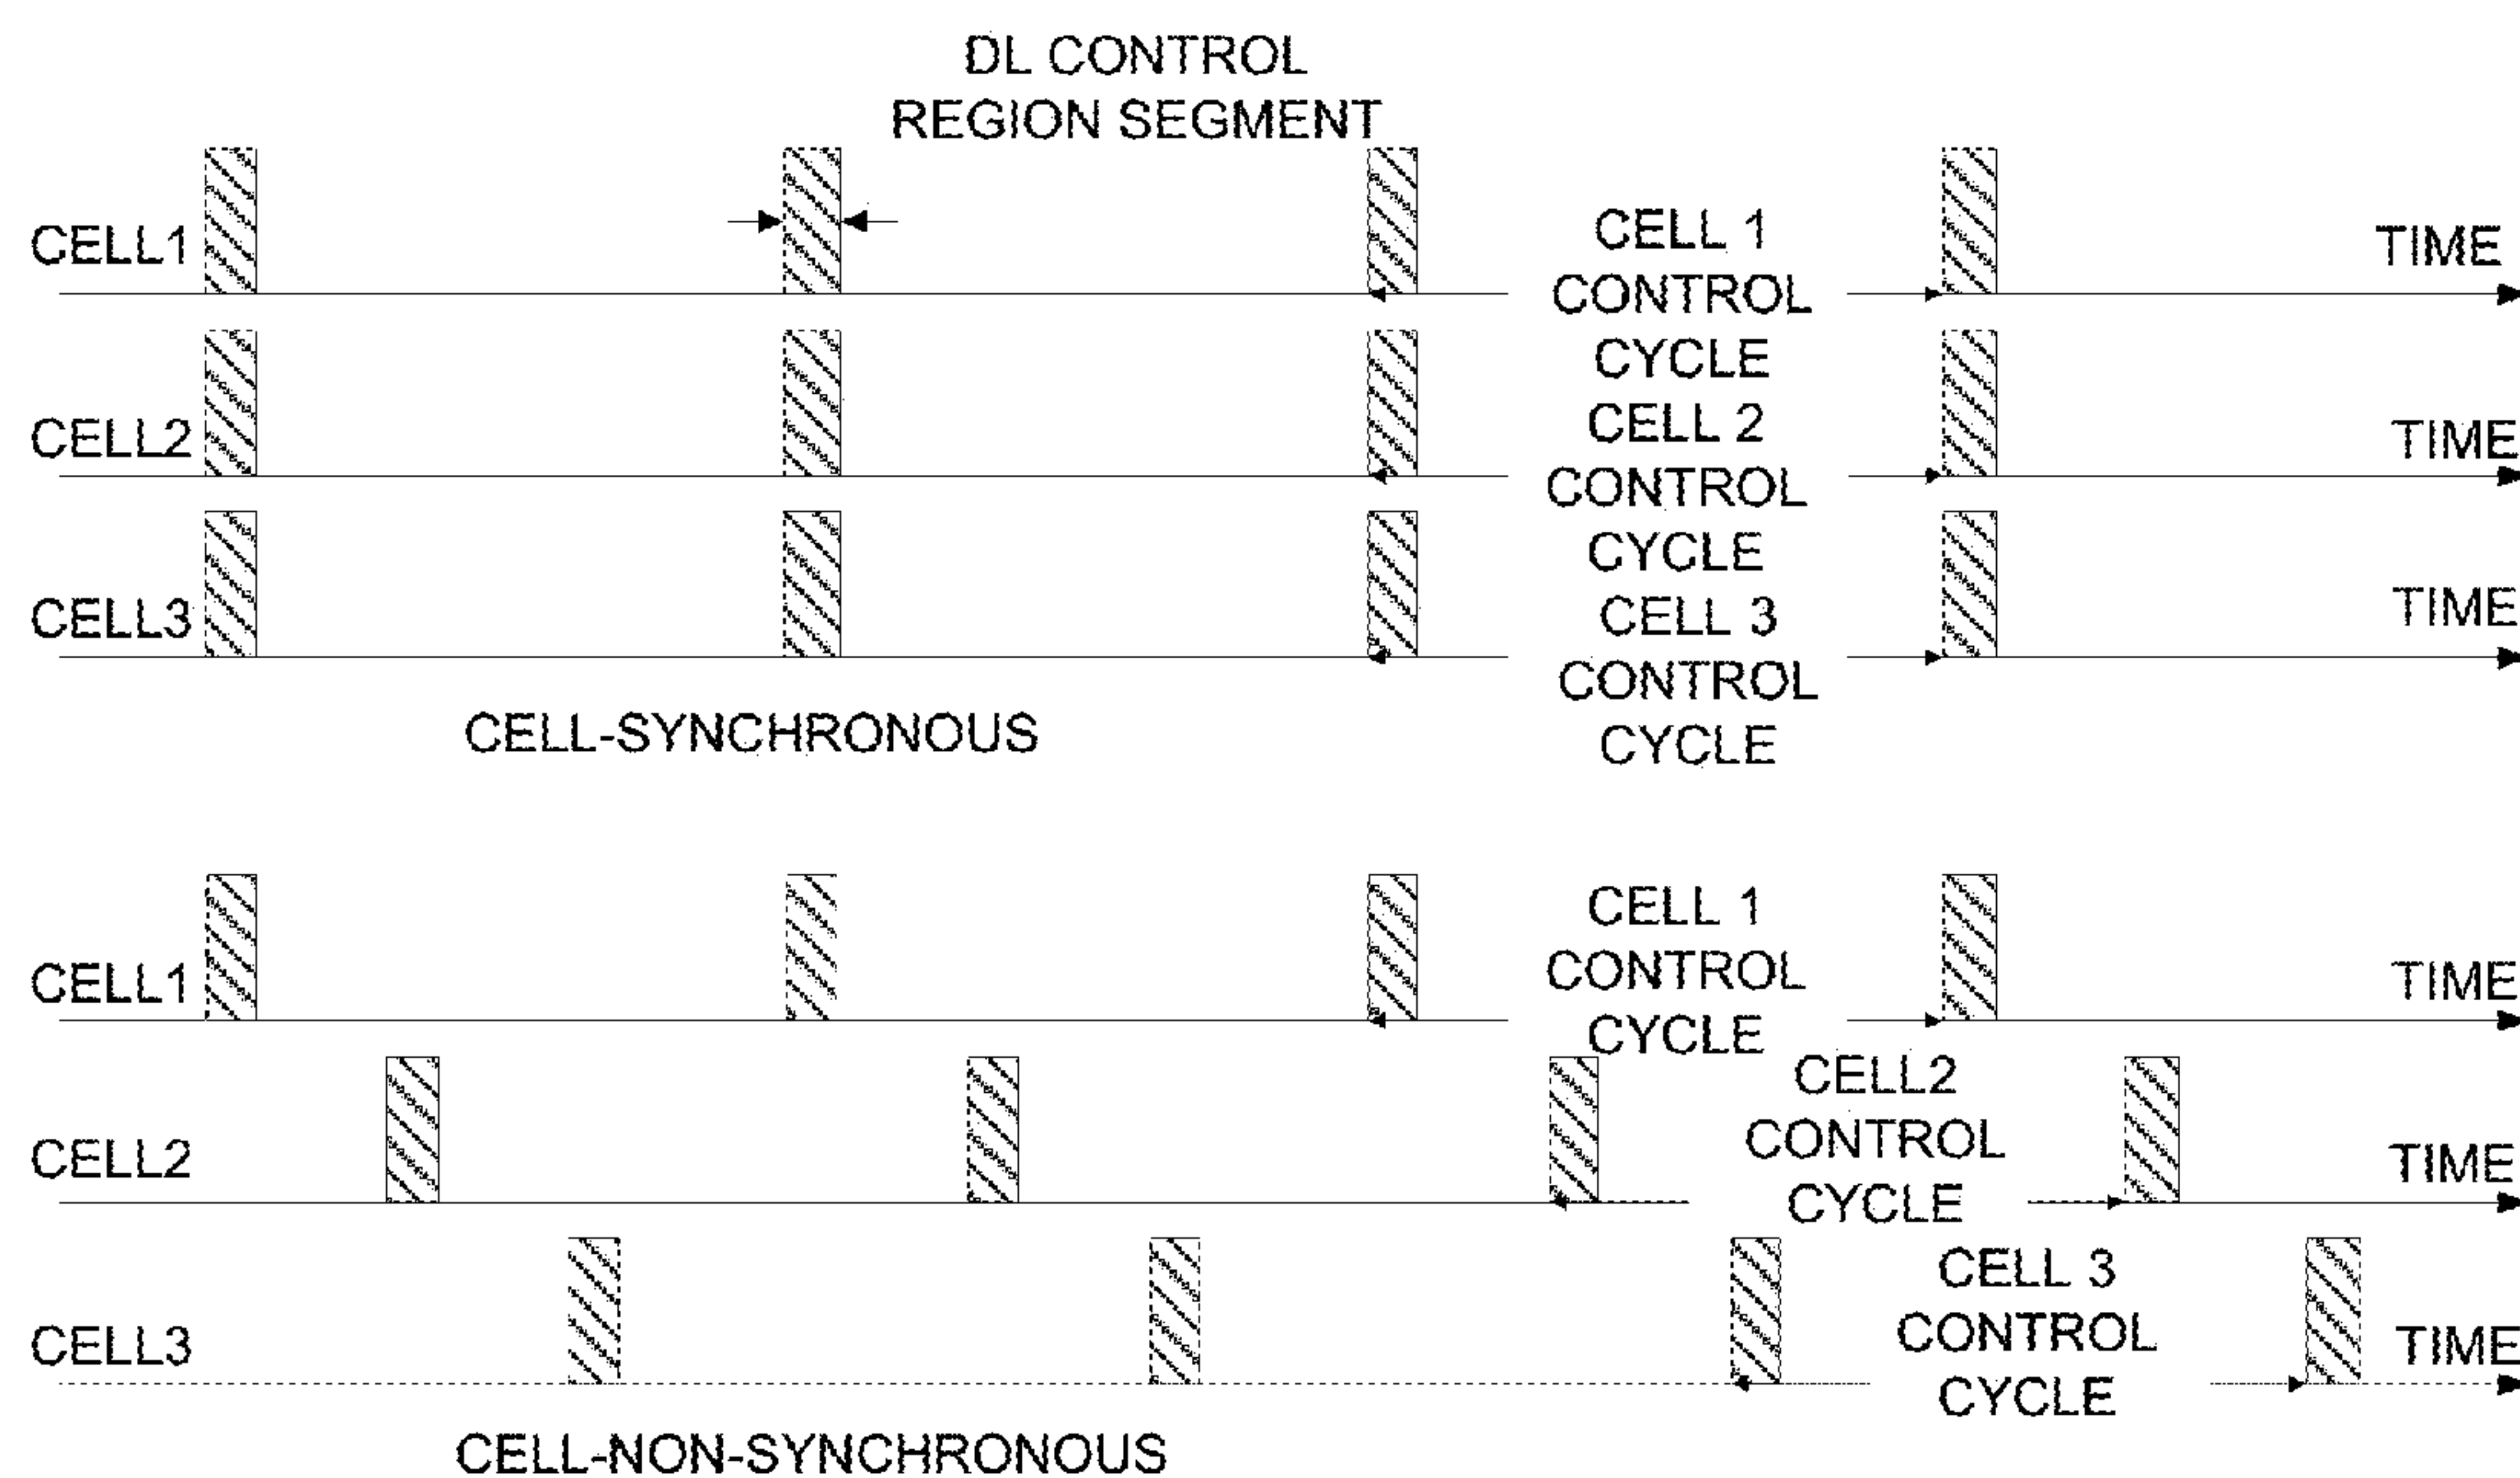 DL CONTROL
REGION SEGMENT
CELL1
CELL 1
CONTROL
CYCLE
TIME
CELL2
CELL 2
CONTROL
CYCLE
TIME
CELL3
CELL 3
CONTROL
CYCLE
TIME
CELL-SYNCHRONOUS
CELL1
CELL 1
CONTROL
CYCLE
TIME
CELL2
CELL2
CONTROL
CYCLE
TIME
CELL3
CELL 3
CONTROL
CYCLE
TIME
CELL-NON-SYNCHRONOUS